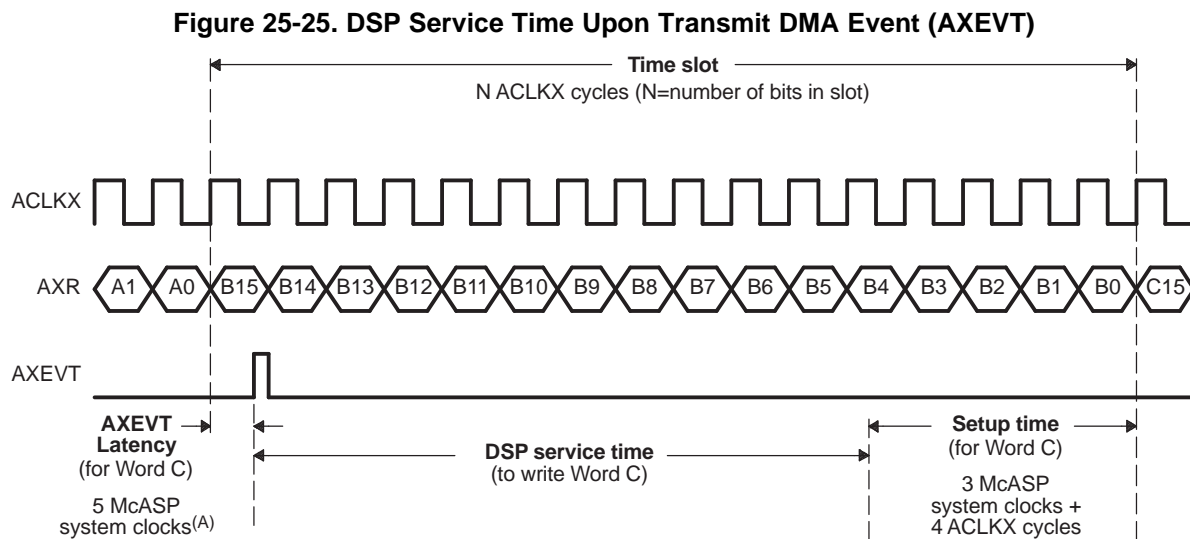 Figure 25-25. DSP Service Time Upon Transmit DMA Event (AXEVT)
Time slot
N ACLKX cycles (N=number of bits in slot)
ACLKX
AXR A1 A0 B15 B14 B13 B12 B11 B10 B9 B8 B7 B6 B5 B4 B3 B2 B1 B0 C15
AXEVT
AXEVT
Latency
(for Word C)
5 McASP
system clocks(A)
DSP service time
(to write Word C)
Setup time
(for Word C)
3 McASP
system clocks +
4 ACLKX cycles